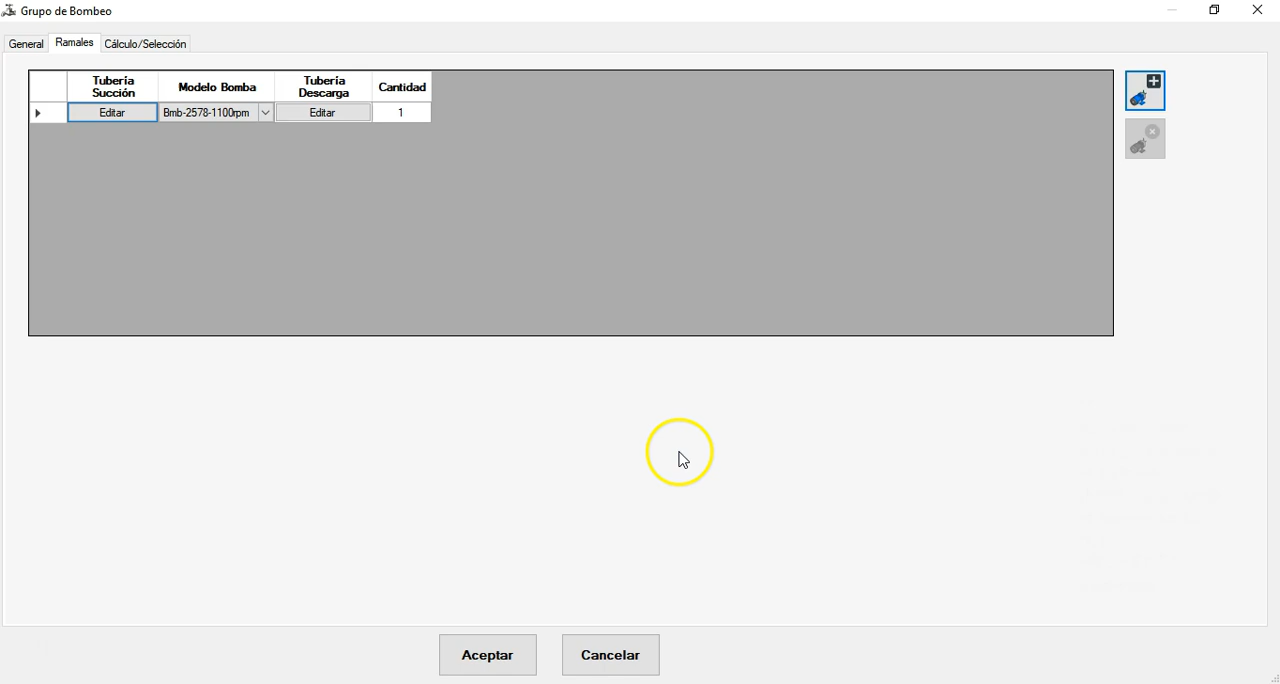 Grupo de Bombeo
General Ramales Cálculo/Selección
Tubería Succión Modelo Bomba Tubería Descarga Cantidad
Editar Bmb-2578-1100rpm Editar 1
Aceptar Cancelar